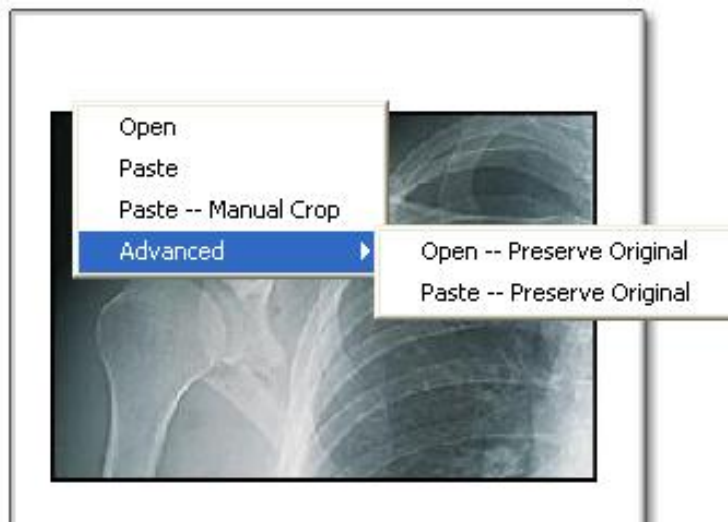 Open
Paste
Paste -- Manual Crop
Advanced
Open -- Preserve Original
Paste -- Preserve Original